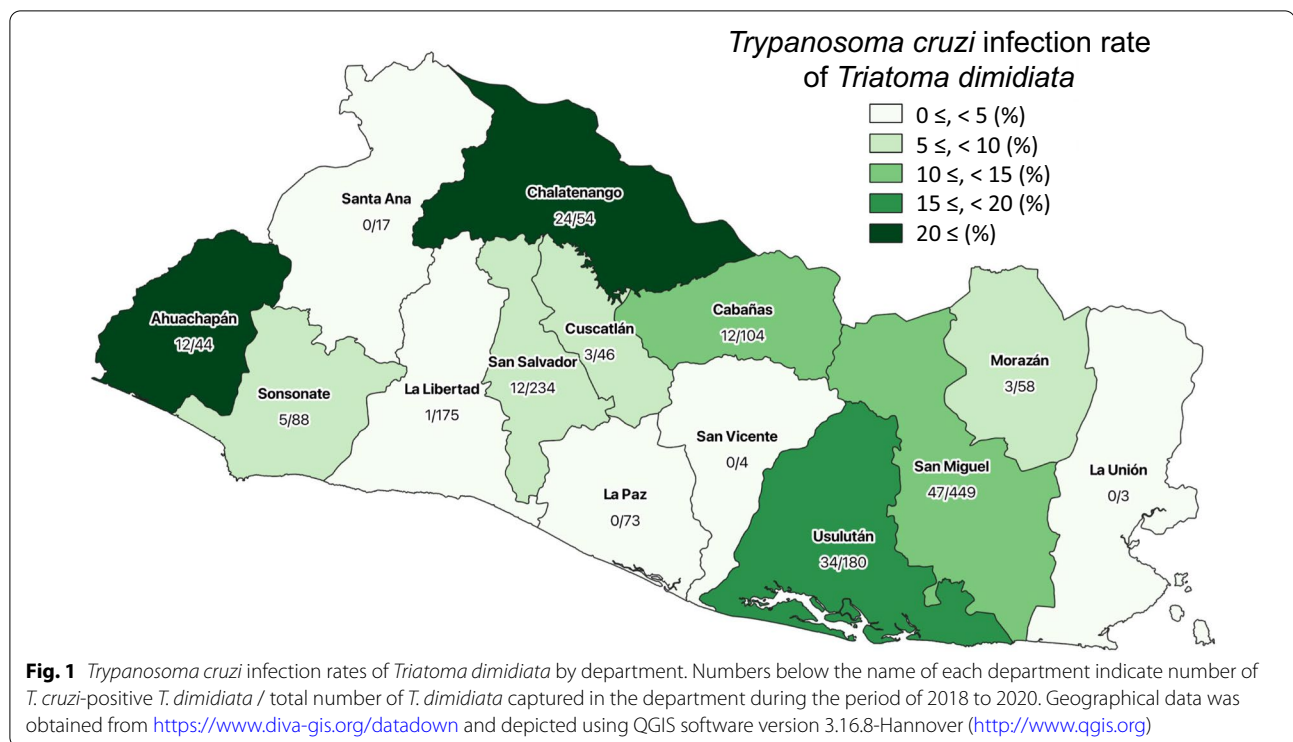 Trypanosoma cruzi infection rate
of Triatoma dimidiata
0 ≤, < 5 (%)
5 ≤, < 10 (%)
10 ≤, < 15 (%)
15 ≤, < 20 (%)
20 ≤ (%)
Santa Ana
0/17
Chalatenango
24/54
Ahuachapán
12/44
Sonsonate
5/88
La Libertad
1/175
San Salvador
12/234
Cuscatlán
3/46
Cabañas
12/104
Morazán
3/58
San Vicente
0/4
La Paz
0/73
Usulután
34/180
San Miguel
47/449
La Unión
0/3
Fig. 1 Trypanosoma cruzi infection rates of Triatoma dimidiata by department. Numbers below the name of each department indicate number of
T. cruzi-positive T. dimidiata / total number of T. dimidiata captured in the department during the period of 2018 to 2020. Geographical data was
obtained from https://www.diva-gis.org/datadown and depicted using QGIS software version 3.16.8-Hannover (http://www.qgis.org)